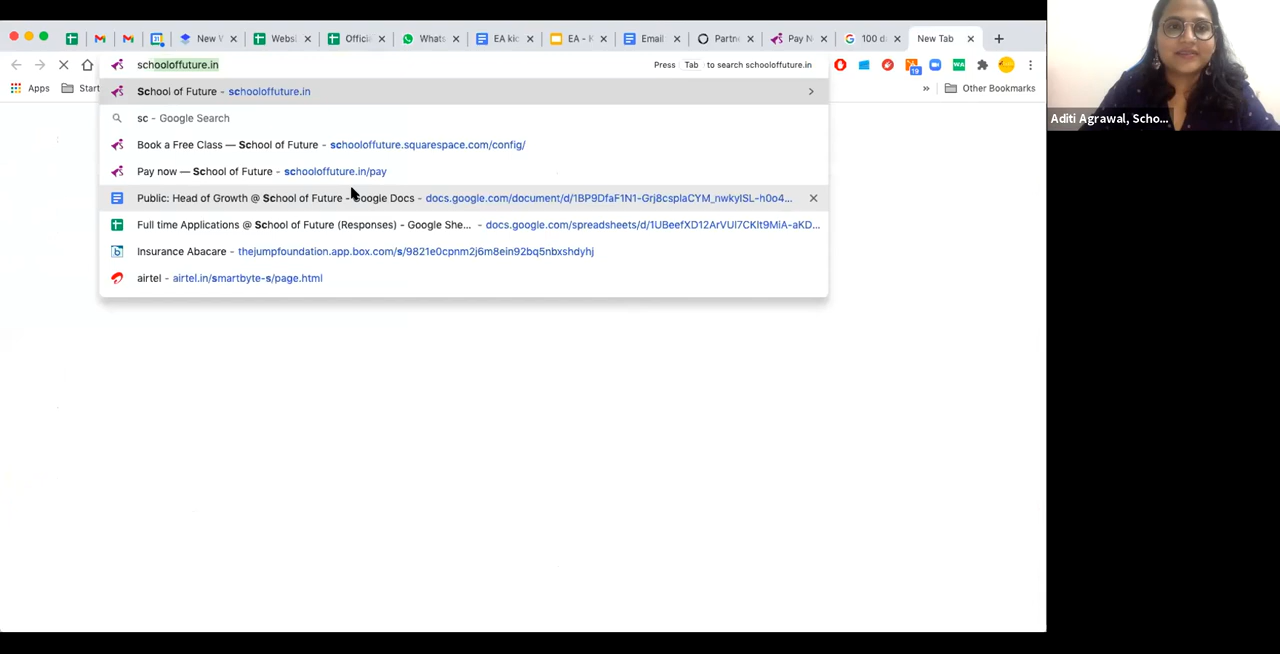 New W
Websi
Officia
Whats
EA kic
EA - K
Email
Partne
Pay N
100 d
New Tab
schooloffuture.in
Press Tab to search schooloffuture.in
19
Apps
Start
» Other Bookmarks
School of Future - schooloffuture.in
sc - Google Search
Book a Free Class — School of Future - schooloffuture.squarespace.com/config/
Pay now — School of Future - schooloffuture.in/pay
Public: Head of Growth @ School of Future - Google Docs - docs.google.com/document/d/1BP9DfaF1N1-Grj8csplaCYM_nwkyISL-h0o4...
Full time Applications @ School of Future (Responses) - Google She... - docs.google.com/spreadsheets/d/1UBeefXD12ArVUI7CKIt9MiA-aKD...
Insurance Abacare - thejumpfoundation.app.box.com/s/9821e0cpnm2j6m8ein92bq5nbxshdyhj
airtel - airtel.in/smartbyte-s/page.html
Aditi Agrawal, Scho...